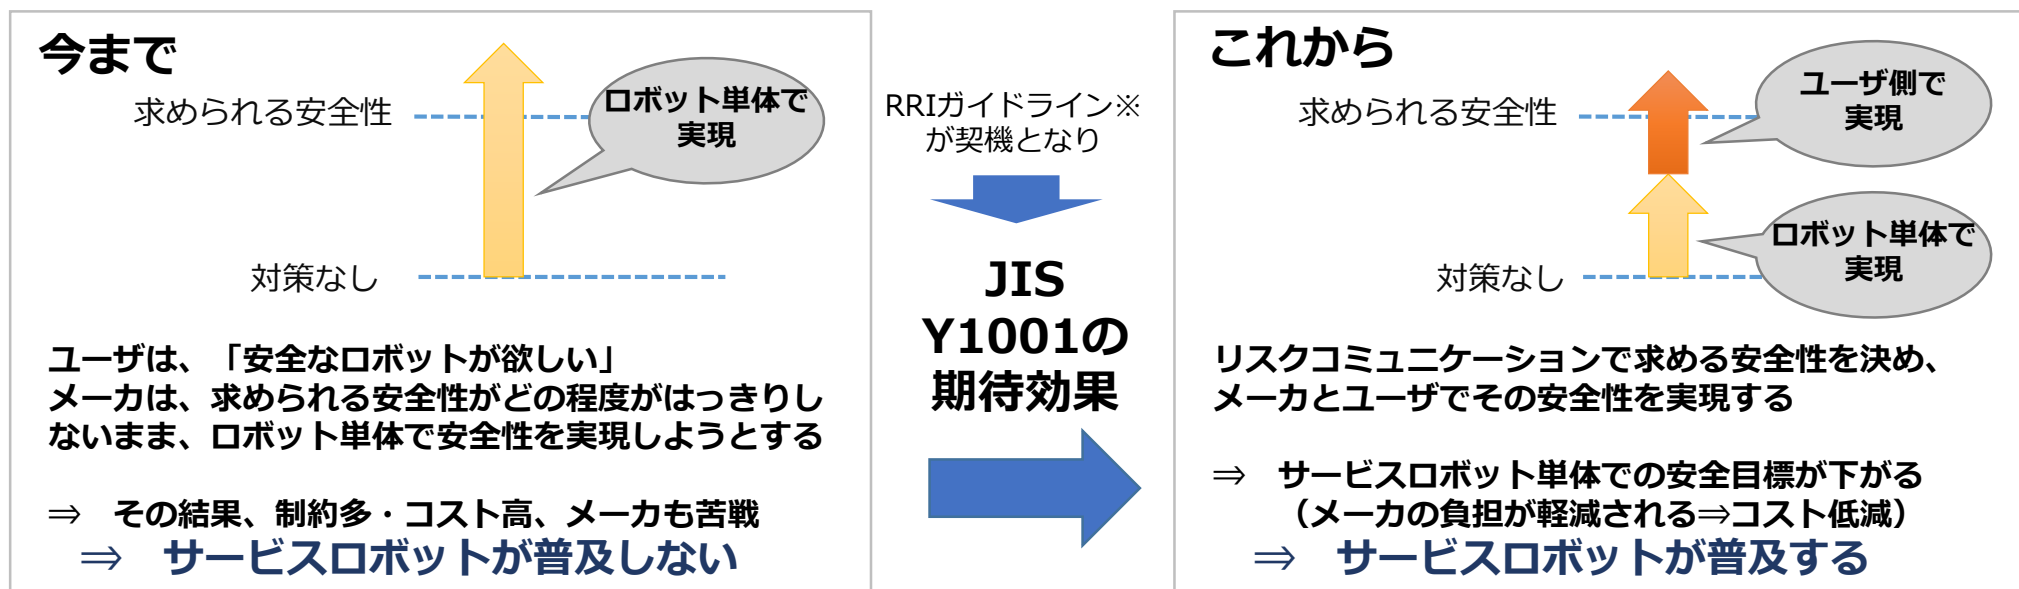 今まで
求められる安全性
ロボット単体で
実現
対策なし
ユーザは、「安全なロボットが欲しい」
メーカは、求められる安全性がどの程度がはっきりし
ないまま、ロボット単体で安全性を実現しようとする
⇒ その結果、制約多・コスト高、メーカも苦戦
⇒ サービスロボットが普及しない
RRIガイドライン※
が契機となり
JIS
Y1001の
期待効果
これから
求められる安全性
ユーザ側で
実現
ロボット単体で
実現
対策なし
リスクコミュニケーションで求める安全性を決め、
メーカとユーザでその安全性を実現する
⇒ サービスロボット単体での安全目標が下がる
（メーカの負担が軽減される⇒コスト低減）
⇒ サービスロボットが普及する